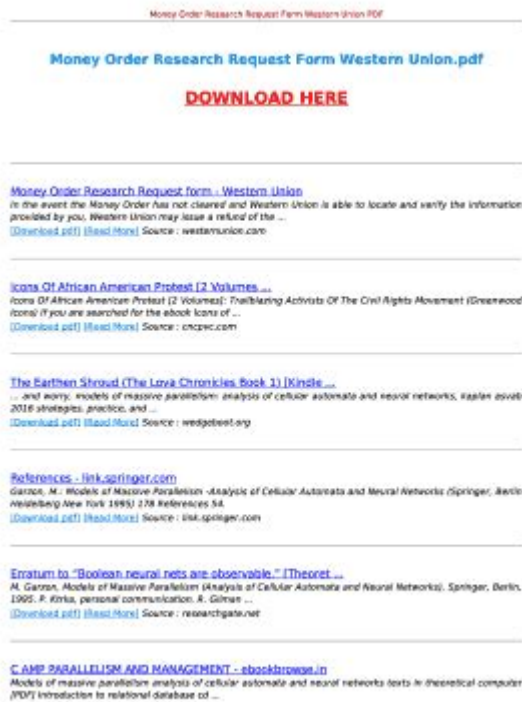 Money Order Research Request Form Western Union PDF
Money Order Research Request Form Western Union.pdf
DOWNLOAD HERE
Money Order Research Request form - Western Union
In the event the Money Order has not cleared and Western Union is able to locate and verify the information
provided by you, Western Union may issue a refund of the ...
[Download pdf] [Read More] Source : westernunion.com
Icons Of African American Protest [2 Volumes ...
Icons Of African American Protest [2 Volumes]: Trailblazing Activists Of The Civil Rights Movement (Greenwood
Icons) If you are searched for the ebook Icons of ...
[Download pdf] [Read More] Source : cncpvc.com
The Earthen Shroud (The Lova Chronicles Book 1) [Kindle ...
... and worry, models of massive parallelism: analysis of cellular automata and neural networks, kaplan asvab
2016 strategies, practice, and ...
[Download pdf] [Read More] Source : wedgeboot.org
References - link.springer.com
Garzon, M.: Models of Massive Parallelism -Analysis of Cellular Automata and Neural Networks (Springer, Berlin
Heidelberg New York 1995) 178 References 54.
[Download pdf] [Read More] Source : link.springer.com
Erratum to “Boolean neural nets are observable,” [Theoret ...
M. Garzon, Models of Massive Parallelism (Analysis of Cellular Automata and Neural Networks), Springer, Berlin,
1995. P. Kůrka, personal communication. R. Gilman ...
[Download pdf] [Read More] Source : researchgate.net
C AMP PARALLELISM AND MANAGEMENT - ebookbrowse.in
Models of massive parallelism analysis of cellular automata and neural networks texts in theoretical computer
[PDF] Introduction to relational database cd ...